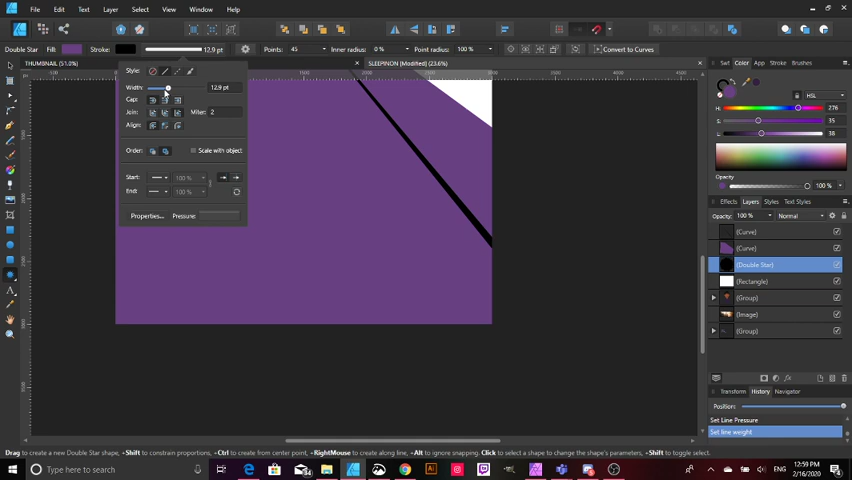 File Edit Text Layer Select View Window Help
Double Star Fill: Stroke: 12.9 pt Points: 45 Inner radius: 0 % Point radius: 100 % Convert to Curves
THUMBNAIL (51.0%) × SLEEPINON (Modified) (23.6%) ×
Style:
Width: 12.9 pt
Cap:
Join: Miter: 2
Align:
Order: Scale with object
Start: 100 %
End: 100 %
Properties... Pressure:
Set Color App Stroke Brushes
HSL
H: 276
S: 35
L: 38
Opacity
100 %
Effects Layers Styles Text Styles
Opacity: 100 % Normal
(Curve)
(Curve)
(Double Star)
(Rectangle)
(Group)
(Image)
(Group)
Transform History Navigator
Position:
Set Line Pressure
Set line weight
Drag to create a new Double Star shape, +Shift to constrain proportions, +Ctrl to create from center point, +RightMouse to create along line, +Alt to ignore snapping. Click to select a shape to change the settings, +Shift to toggle select.
Type here to search
12:59 PM
2/16/2020